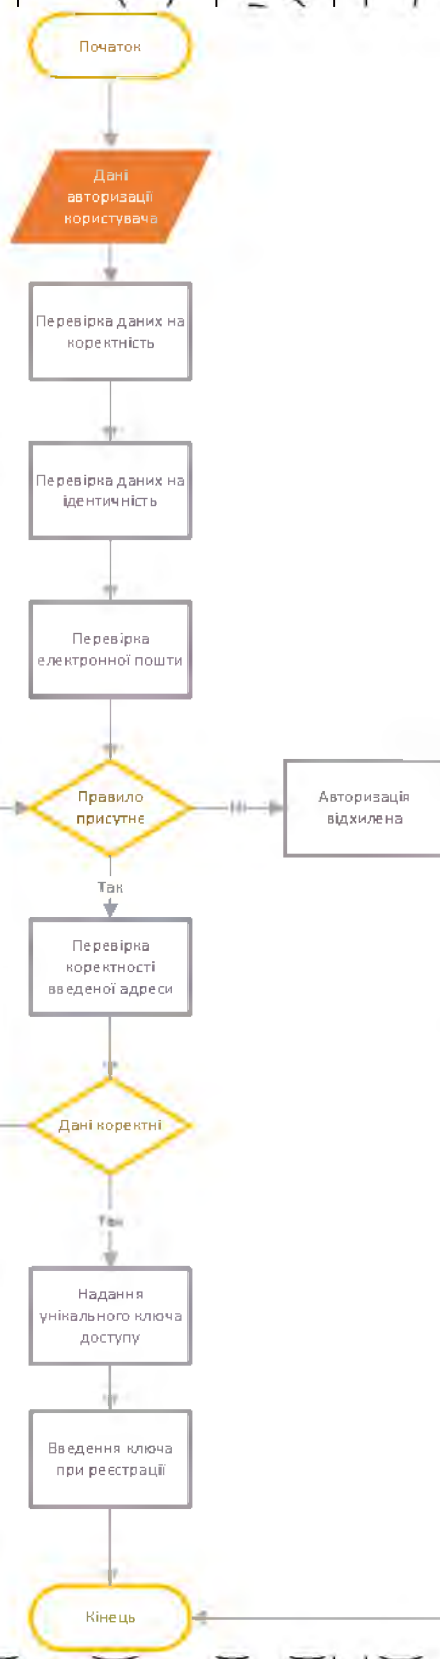 Початок
Дані
авторизації
користувача
Перевірка даних на
коректність
Перевірка даних на
ідентичність
Перевірка
електронної пошти
Правило
присутнє
Авторизація
відхилена
Так
Перевірка
коректності
введеної адреси
Дані коректні
Так
Надання
унікального ключа
доступу
Введення ключа
при реєстрації
Кінець